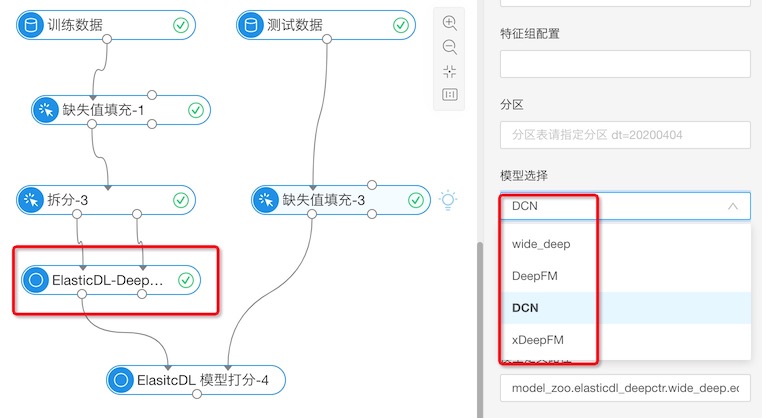 训练数据
测试数据
缺失值填充-1
拆分-3
缺失值填充-3
ElasticDL-Deep...
ElasitcDL 模型打分-4
1:1
特征组配置
分区
分区表请指定分区 dt=20200404
模型选择
DCN
wide_deep
DeepFM
DCN
xDeepFM
model_zoo.elasticdl_deepctr.wide_deep.ec